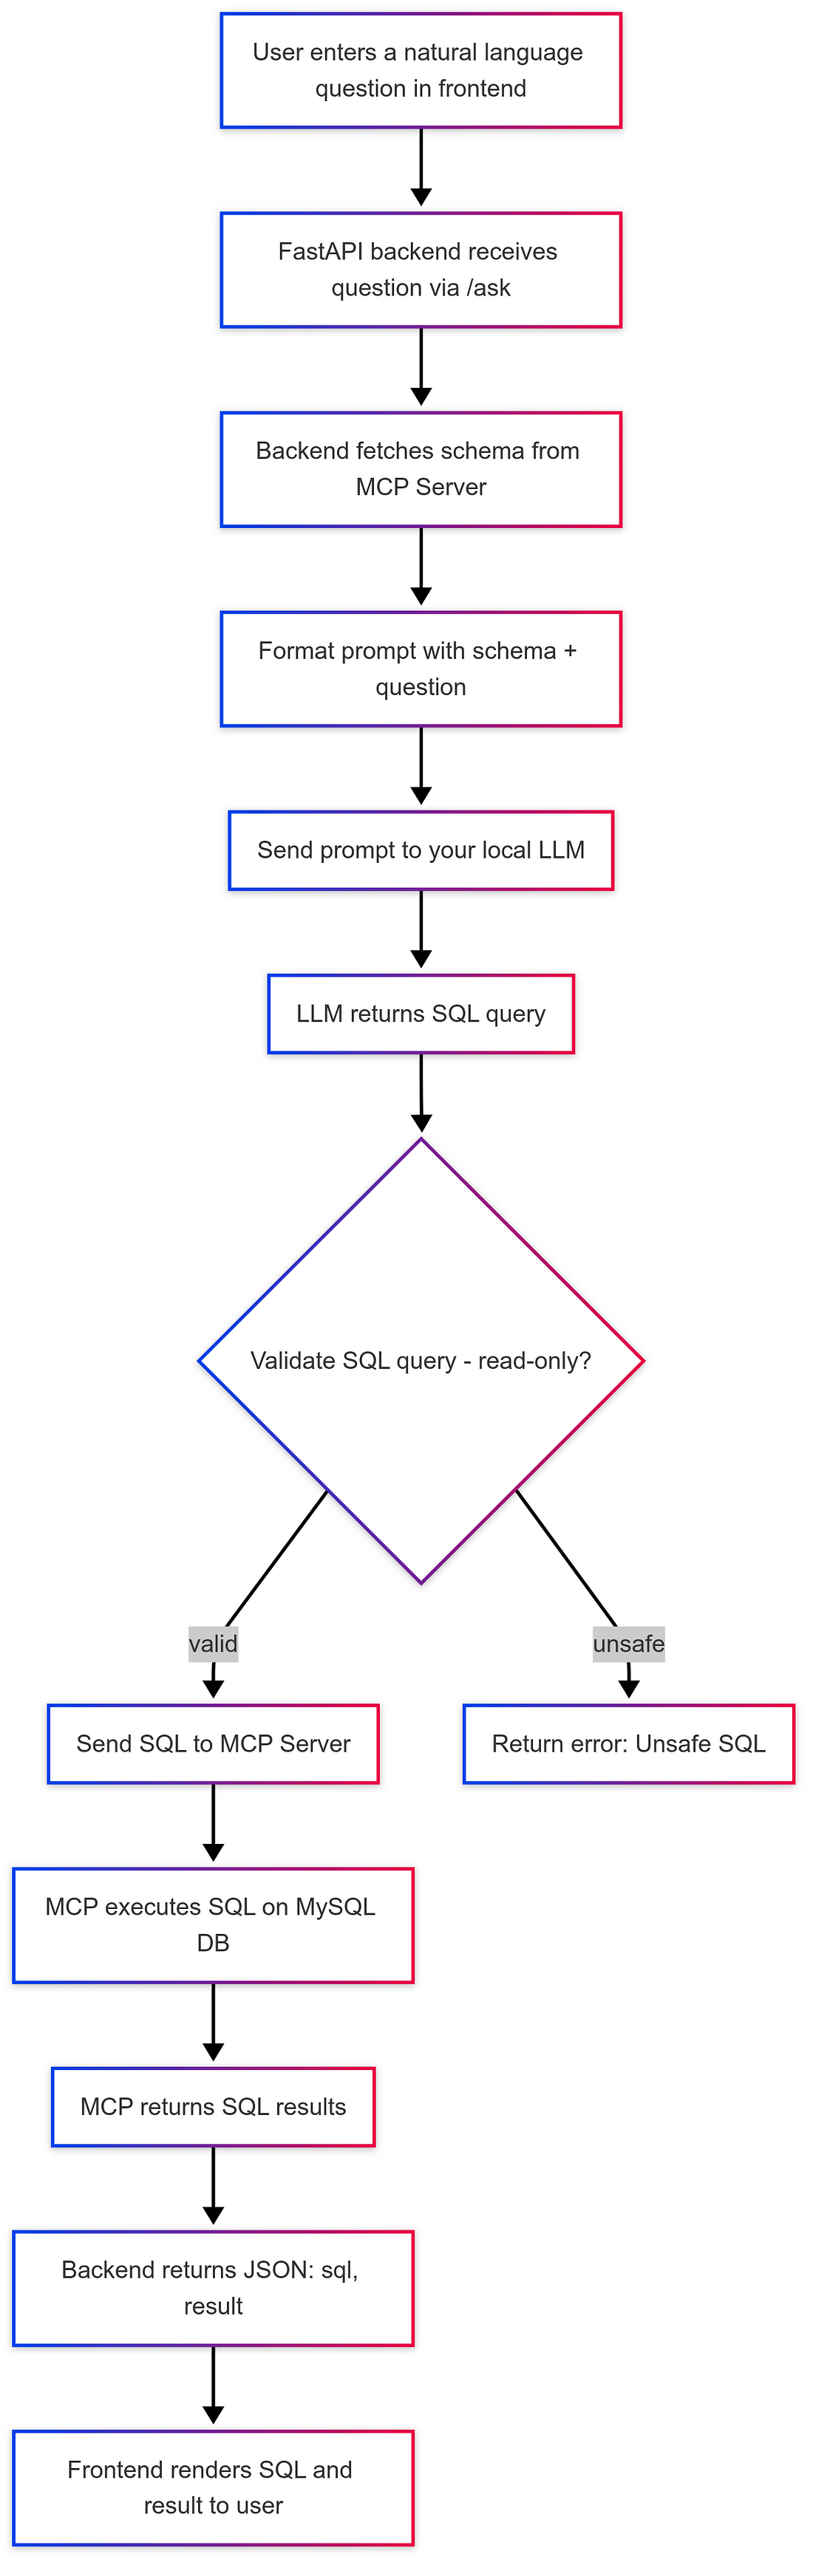 User enters a natural language
question in frontend
FastAPI backend receives
question via /ask
Backend fetches schema from
MCP Server
Format prompt with schema +
question
Send prompt to your local LLM
LLM returns SQL query
Validate SQL query - read-only?
valid
unsafe
Send SQL to MCP Server
Return error: Unsafe SQL
MCP executes SQL on MySQL
DB
MCP returns SQL results
Backend returns JSON: sql,
result
Frontend renders SQL and
result to user